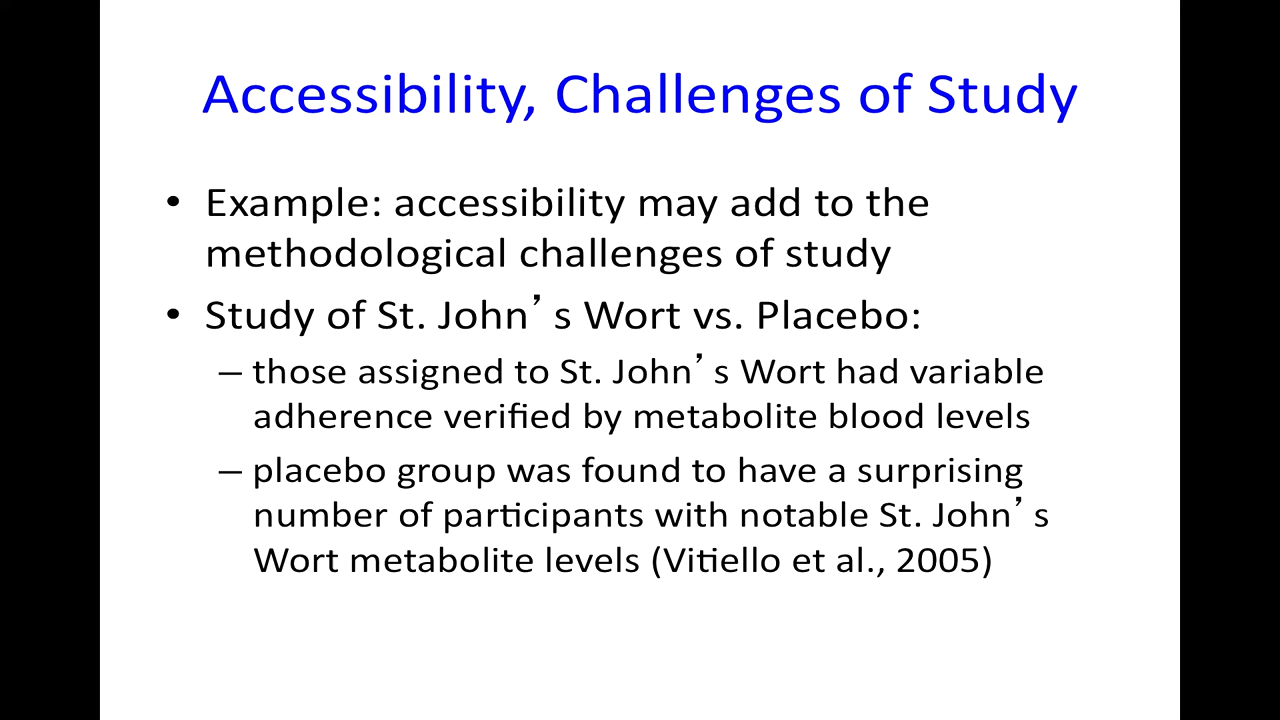 Accessibility, Challenges of Study
• Example: accessibility may add to the
methodological challenges of study
• Study of St. John’s Wort vs. Placebo:
– those assigned to St. John’s Wort had variable
adherence verified by metabolite blood levels
– placebo group was found to have a surprising
number of participants with notable St. John’s
Wort metabolite levels (Vitiello et al., 2005)